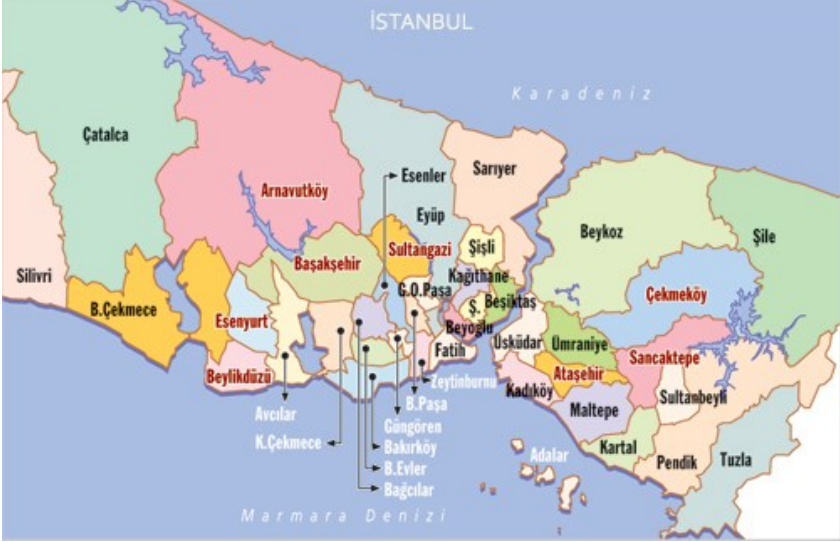 İSTANBUL
Karadeniz
Çatalca
Sarıyer
Esenler
Arnavutköy
Eyüp
Beykoz
Şile
Sultangazi
Şişli
Başakşehir
Silivri
Kağıthane
G.O.Paşa
Çekmeköy
B.Çekmece
Ş.
Beşiktaş
Esenyurt
Beyoğlu
Üsküdar
Ümraniye
Fatih
Sancaktepe
Ataşehir
Beylikdüzü
Zeytinburnu
Kadıköy
Sultanbeyli
B.Paşa
Maltepe
Avcılar
Güngören
K.Çekmece
Bakırköy
Kartal
Adalar
Pendik
Tuzla
B.Evler
Bağcılar
Marmara Denizi